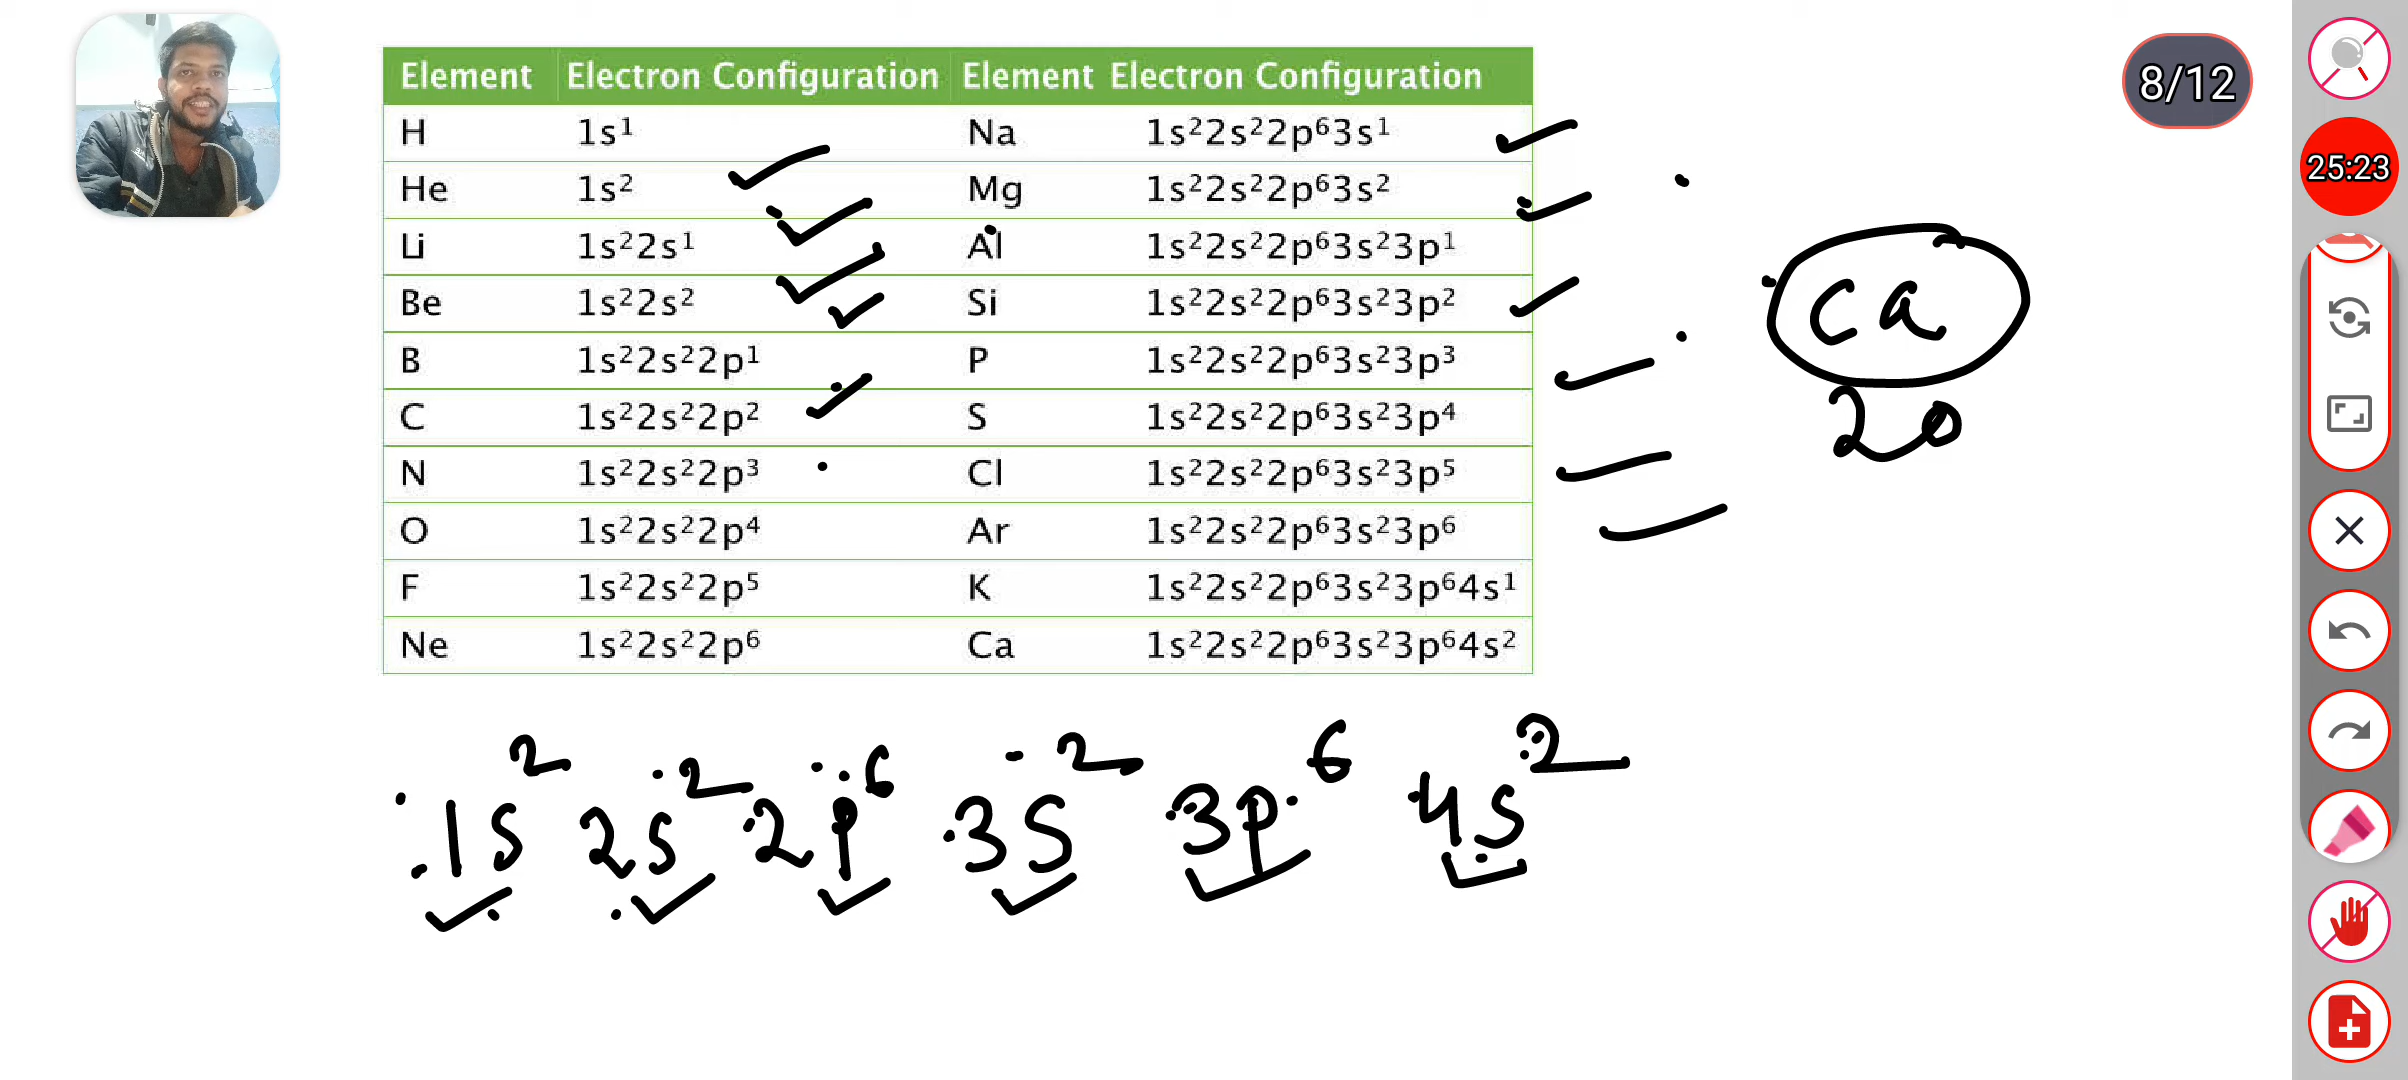 8/12
25:23
Element Electron Configuration Element Electron Configuration
H 1s¹ Na 1s²2s²2p⁶3s¹
He 1s² Mg 1s²2s²2p⁶3s²
Li 1s²2s¹ Al 1s²2s²2p⁶3s²3p¹
Be 1s²2s² Si 1s²2s²2p⁶3s²3p²
B 1s²2s²2p¹ P 1s²2s²2p⁶3s²3p³
C 1s²2s²2p² S 1s²2s²2p⁶3s²3p⁴
N 1s²2s²2p³ Cl 1s²2s²2p⁶3s²3p⁵
O 1s²2s²2p⁴ Ar 1s²2s²2p⁶3s²3p⁶
F 1s²2s²2p⁵ K 1s²2s²2p⁶3s²3p⁶4s¹
Ne 1s²2s²2p⁶ Ca 1s²2s²2p⁶3s²3p⁶4s²
Ca
20
1s² 2s² 2p⁶ 3s² 3p⁶ 4s²